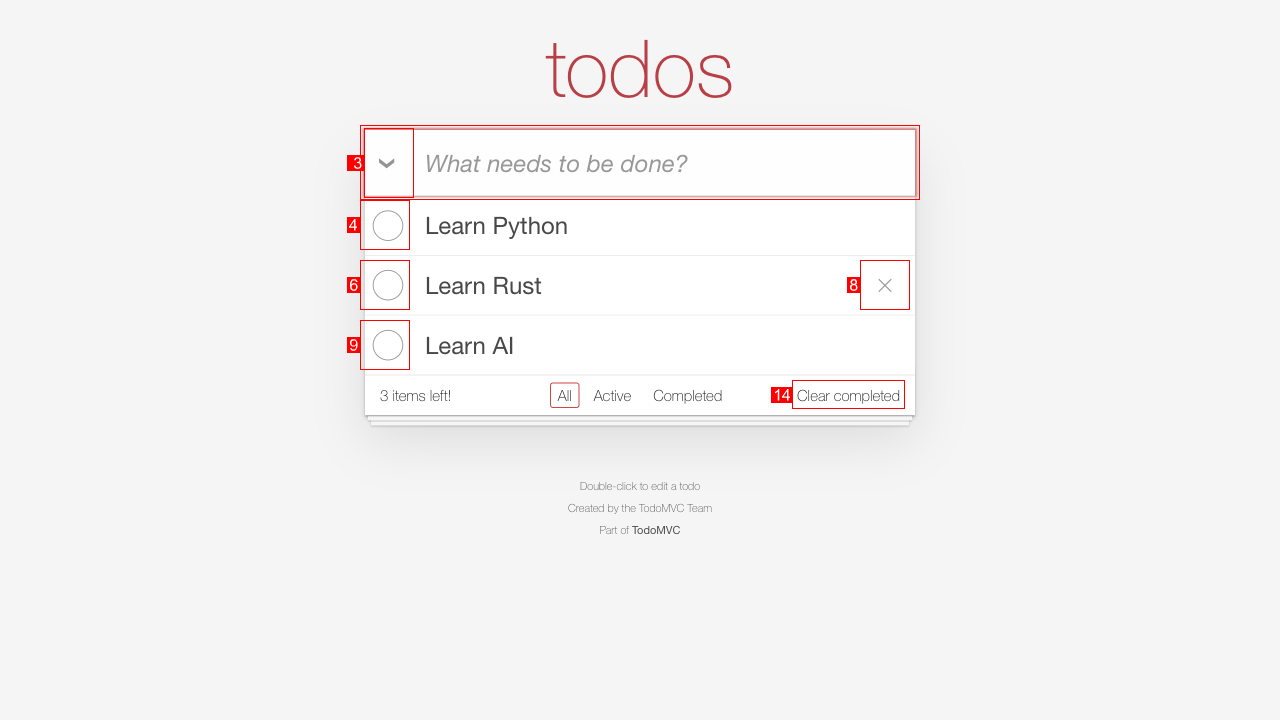 todos
3 What needs to be done?
4 Learn Python
6 Learn Rust 8
9 Learn AI
3 items left! All Active Completed 14 Clear completed
Double-click to edit a todo
Created by the TodoMVC Team
Part of TodoMVC